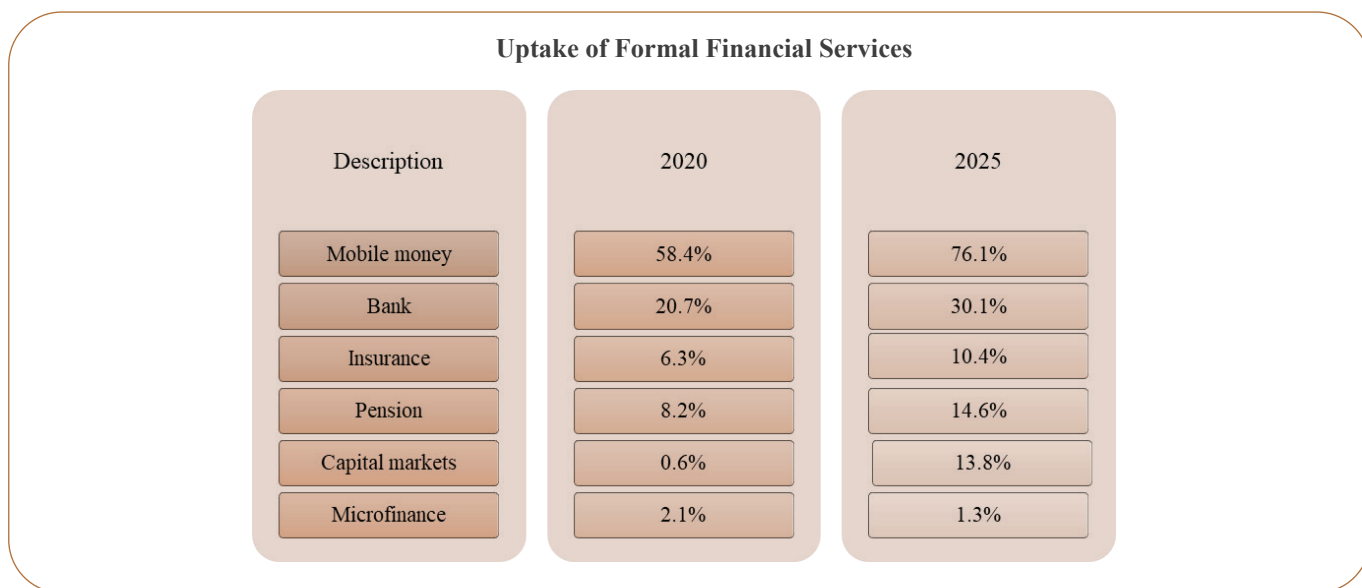 Uptake of Formal Financial Services
Description 2020 2025
Mobile money 58.4% 76.1%
Bank 20.7% 30.1%
Insurance 6.3% 10.4%
Pension 8.2% 14.6%
Capital markets 0.6% 13.8%
Microfinance 2.1% 1.3%